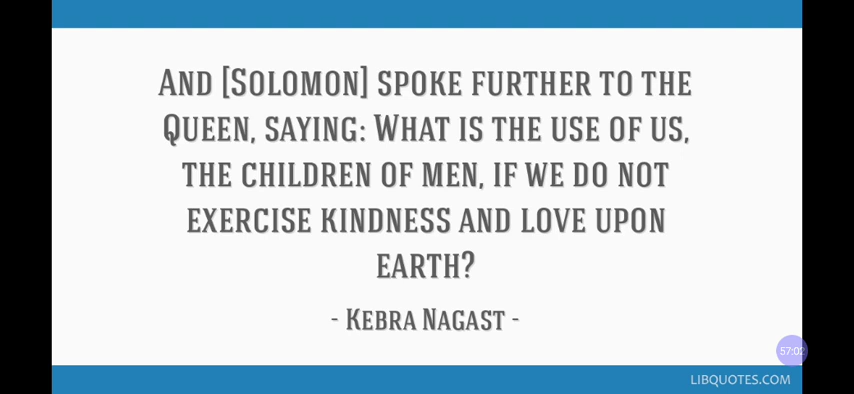 And [Solomon] spoke further to the
Queen, saying: What is the use of us,
the children of men, if we do not
exercise kindness and love upon
earth?
- Kebra Nagast -
57:02
LIBQUOTES.COM